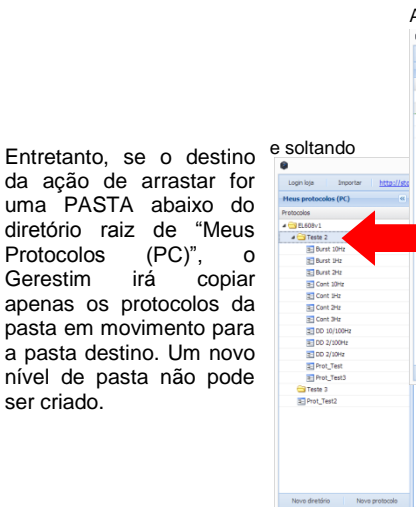 Entretanto, se o destino
da ação de arrastar for
uma PASTA abaixo do
diretório raiz de “Meus
Protocolos (PC)”, o
Gerestim irá copiar
apenas os protocolos da
pasta em movimento para
a pasta destino. Um novo
nível de pasta não pode
ser criado.
e soltando
Login loja Importar
Meus protocolos (PC)
Protocolos
EL608v1
Teste 2
Burst 10Hz
Burst 1Hz
Burst 2Hz
Cont 10Hz
Cont 1Hz
Cont 2Hz
Cont 3Hz
DD 10/100Hz
DD 2/100Hz
DD 2/10Hz
Prot_Test
Prot_Test3
Teste 3
Prot_Test2
Novo diretório Novo protocolo